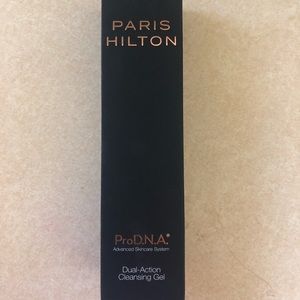 PARIS
HILTON
ProD.N.A.®
Advanced Skincare System
Dual-Action
Cleansing Gel